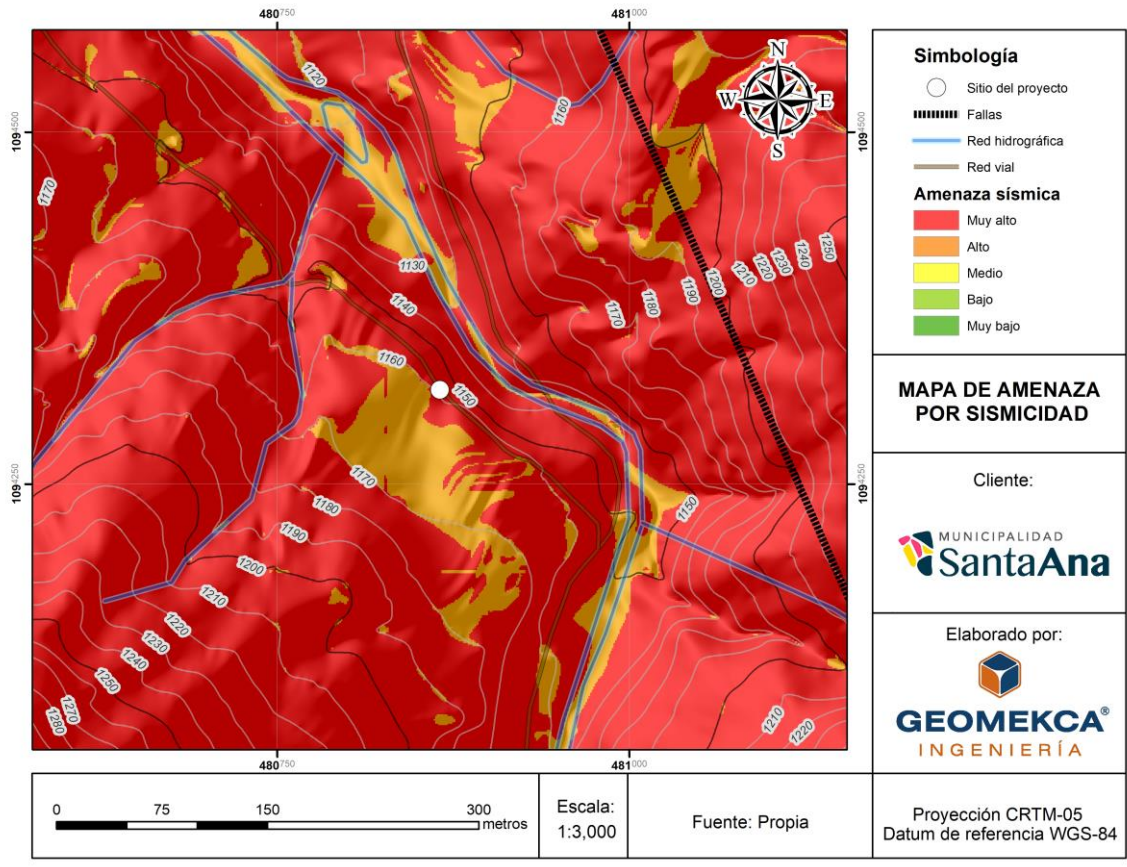 480750
481000
1094500
1094250
1094500
1094250
480750
481000
N
W
E
S
1120
1160
1170
1130
1140
1250
1240
1230
1220
1210
1200
1190
1180
1170
1160
1150
1170
1180
1190
1200
1210
1220
1230
1240
1250
1270
1280
1150
1210
1220
Simbología
Sitio del proyecto
Fallas
Red hidrográfica
Red vial
Amenaza sísmica
Muy alto
Alto
Medio
Bajo
Muy bajo
MAPA DE AMENAZA
POR SISMICIDAD
Cliente:
MUNICIPALIDAD
SantaAna
Elaborado por:
GEOMEKCA®
INGENIERÍA
0 75 150 300
metros
Escala:
1:3,000
Fuente: Propia
Proyección CRTM-05
Datum de referencia WGS-84